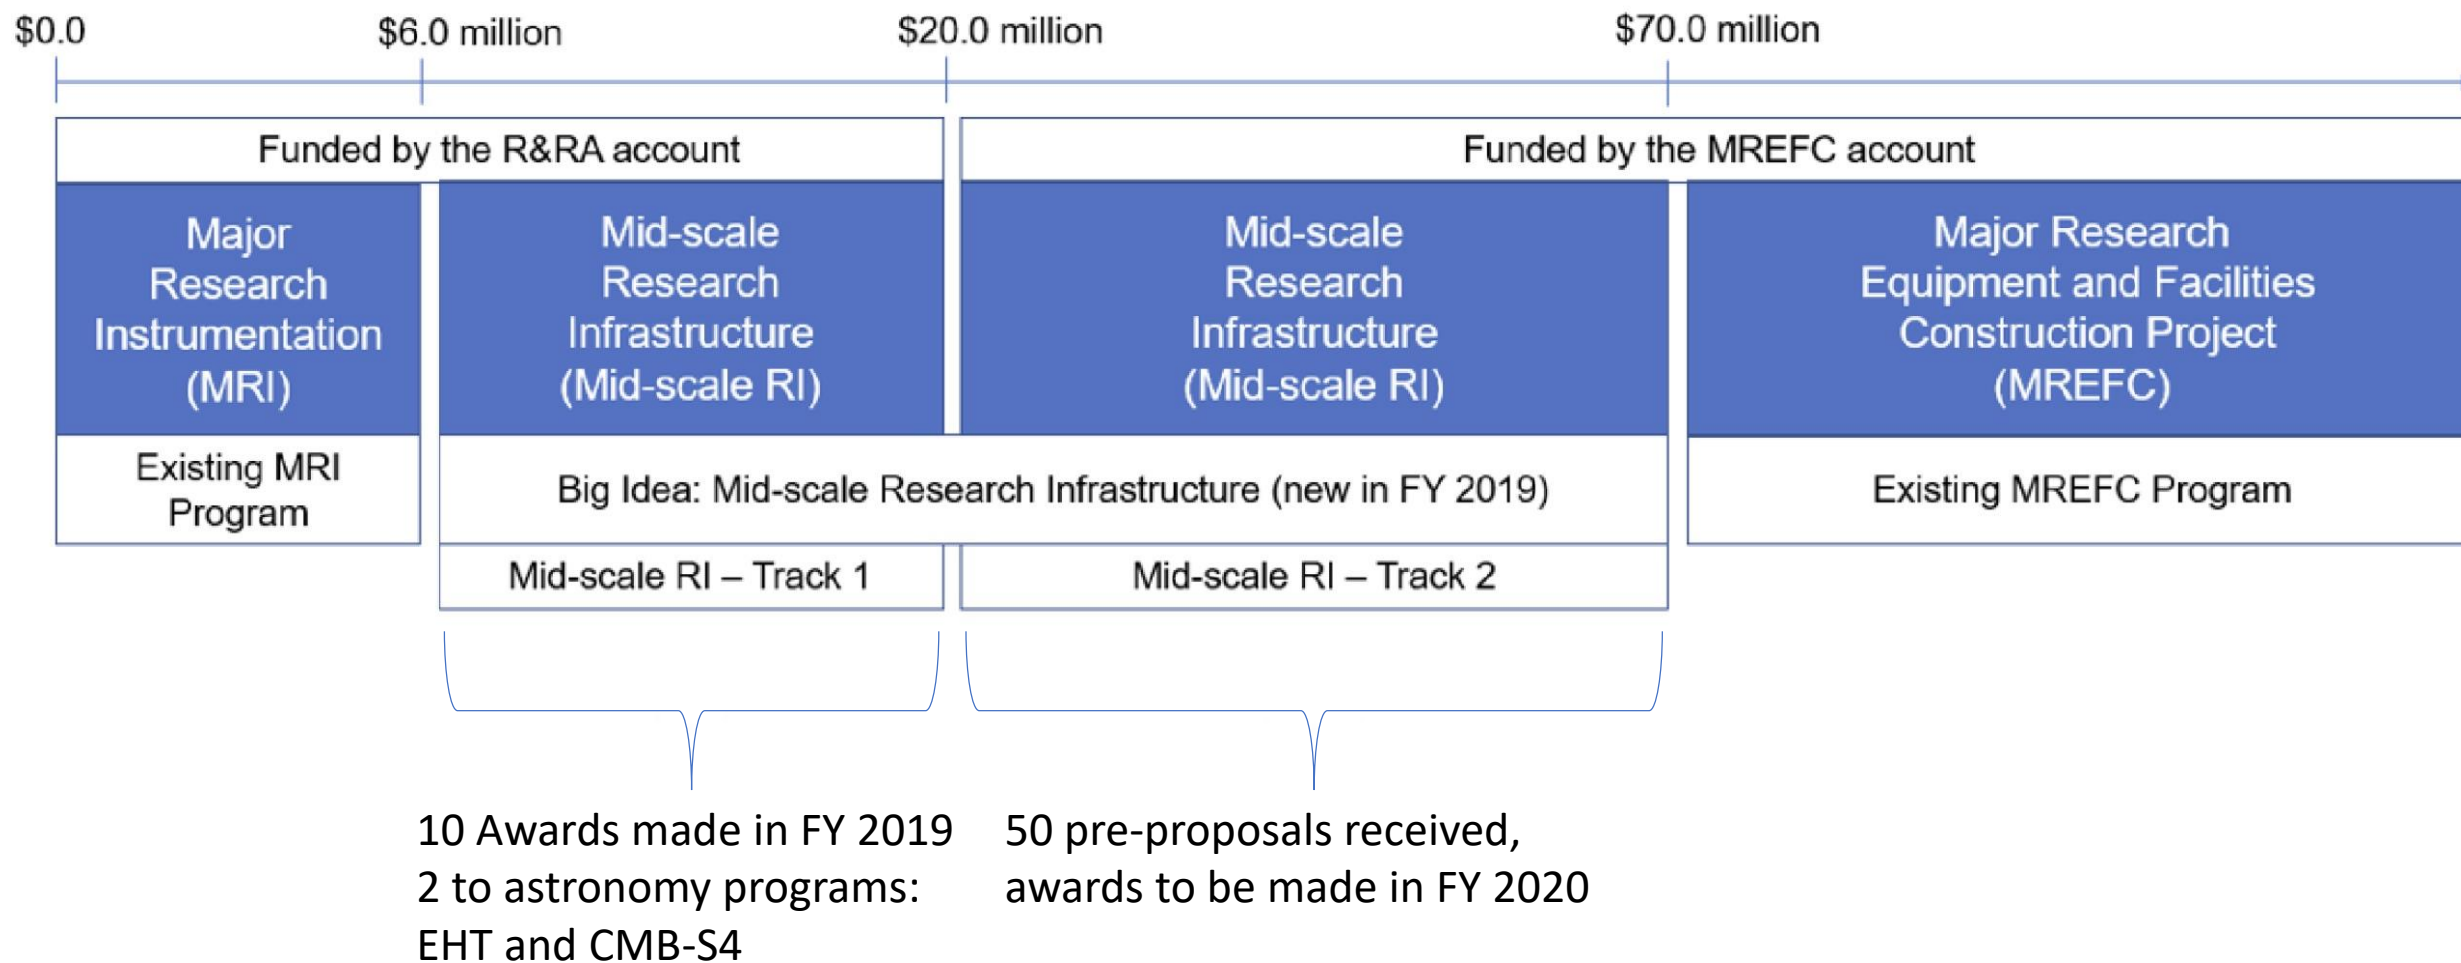 $0.0
$6.0 million
$20.0 million
$70.0 million
Funded by the R&RA account
Funded by the MREFC account
Major
Research
Instrumentation
(MRI)
Mid-scale
Research
Infrastructure
(Mid-scale RI)
Mid-scale
Research
Infrastructure
(Mid-scale RI)
Major Research
Equipment and Facilities
Construction Project
(MREFC)
Existing MRI
Program
Big Idea: Mid-scale Research Infrastructure (new in FY 2019)
Existing MREFC Program
Mid-scale RI – Track 1
Mid-scale RI – Track 2
10 Awards made in FY 2019
2 to astronomy programs:
EHT and CMB-S4
50 pre-proposals received,
awards to be made in FY 2020